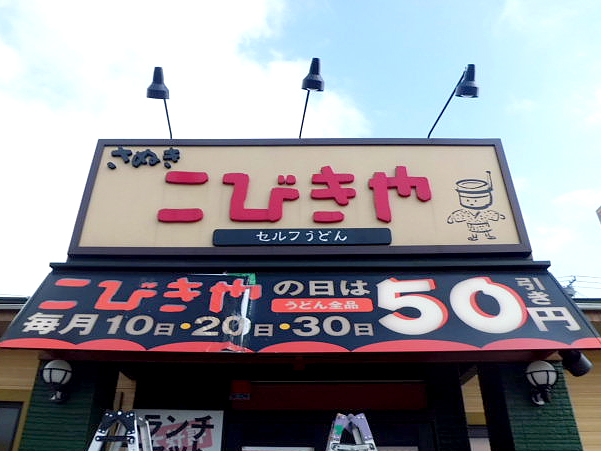 さぬき
こびきや
セルフうどん
こびきやの日は
うどん全品
50円引き
毎月10日・20日・30日
ランチ